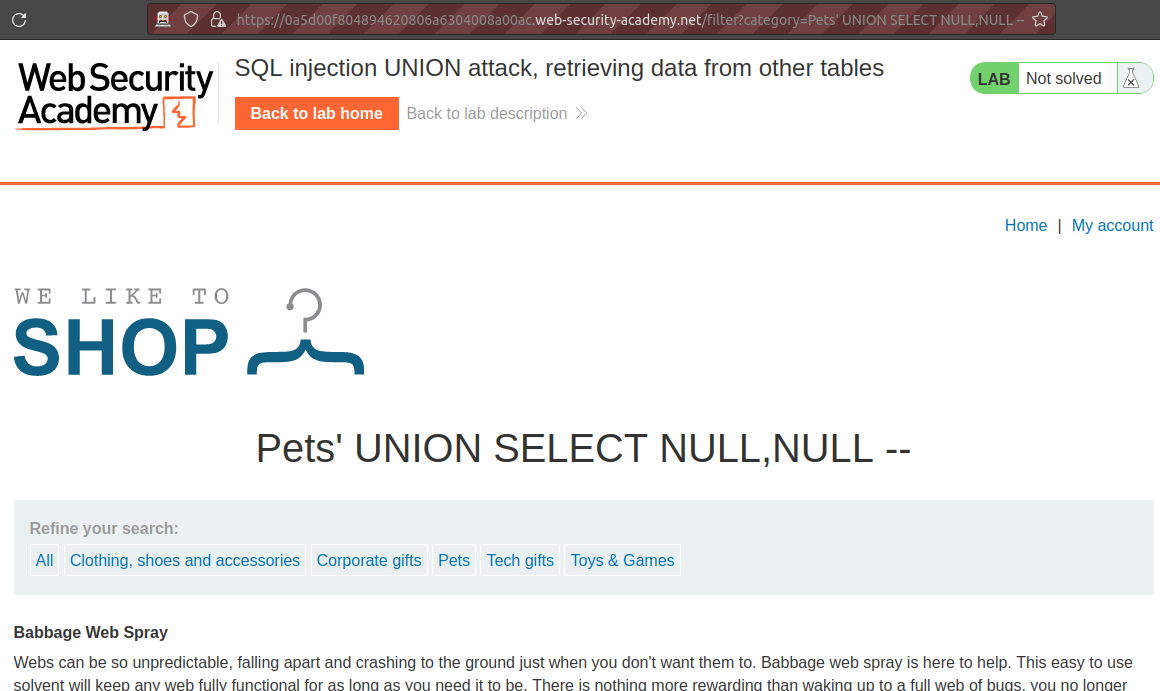 https://0a5d00f804894620806a6304008a00ac.web-security-academy.net/filter?category=Pets' UNION SELECT NULL,NULL --
WebSecurity
Academy
SQL injection UNION attack, retrieving data from other tables
LAB Not solved
Back to lab home Back to lab description
Home | My account
WE LIKE TO
SHOP
Pets' UNION SELECT NULL,NULL --
Refine your search:
All Clothing, shoes and accessories Corporate gifts Pets Tech gifts Toys & Games
Babbage Web Spray
Webs can be so unpredictable, falling apart and crashing to the ground just when you don't want them to. Babbage web spray is here to help. This easy to use
solvent will keep any web fully functional for as long as you need it to be. There is nothing more rewarding than waking up to a full web of bugs, you no longer